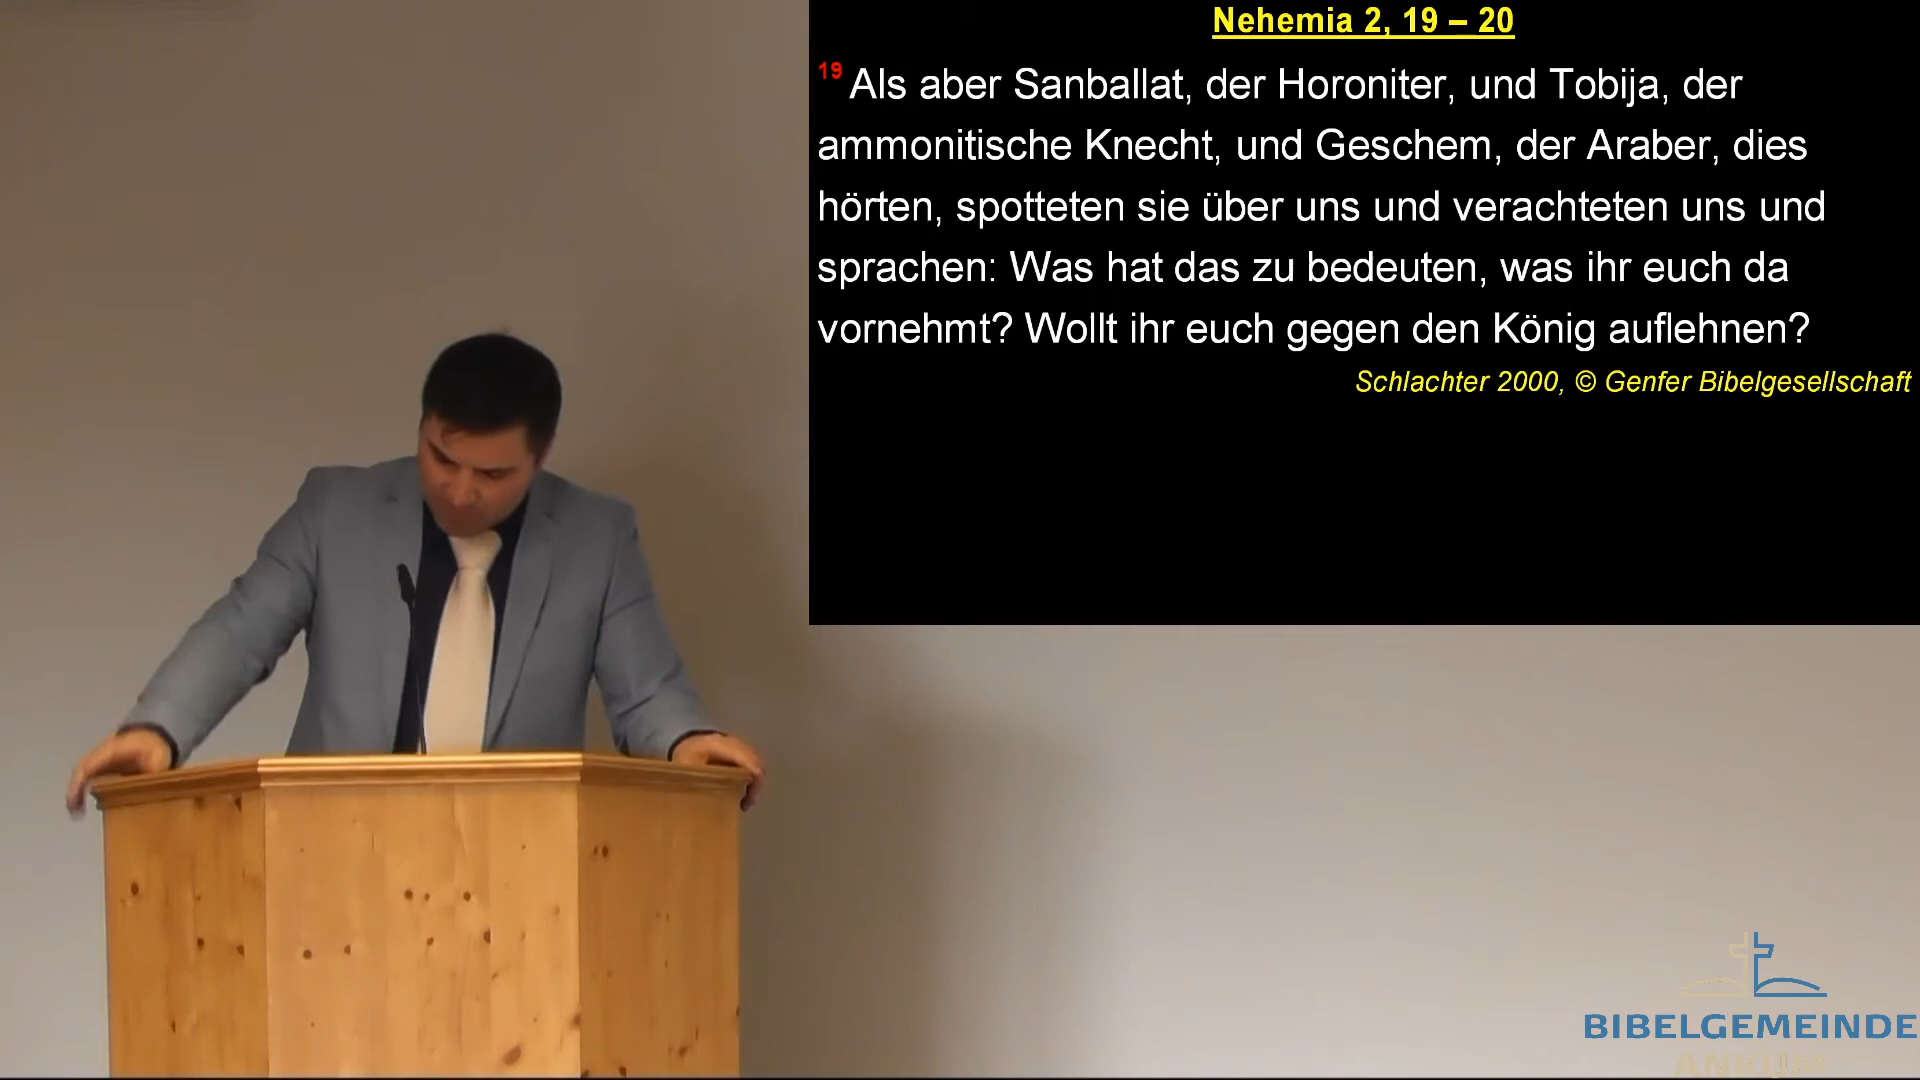 Nehemia 2, 19 – 20
19 Als aber Sanballat, der Horoniter, und Tobija, der
ammonitische Knecht, und Geschem, der Araber, dies
hörten, spotteten sie über uns und verachteten uns und
sprachen: Was hat das zu bedeuten, was ihr euch da
vornehmt? Wollt ihr euch gegen den König auflehnen?
Schlachter 2000, © Genfer Bibelgesellschaft
BIBELGEMEINDE
ANKUM